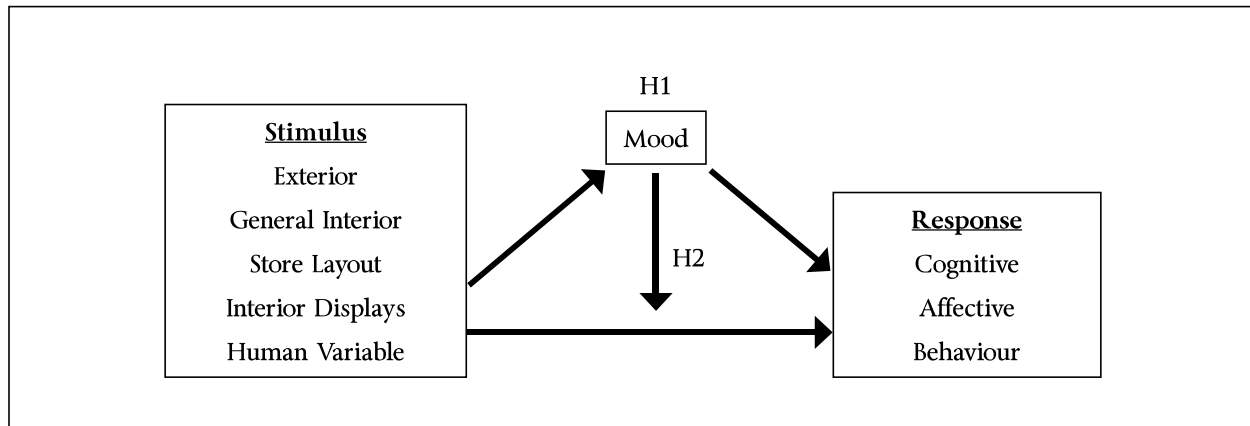 H1
Mood
Stimulus
Exterior
General Interior
Store Layout
Interior Displays
Human Variable
H2
Response
Cognitive
Affective
Behaviour